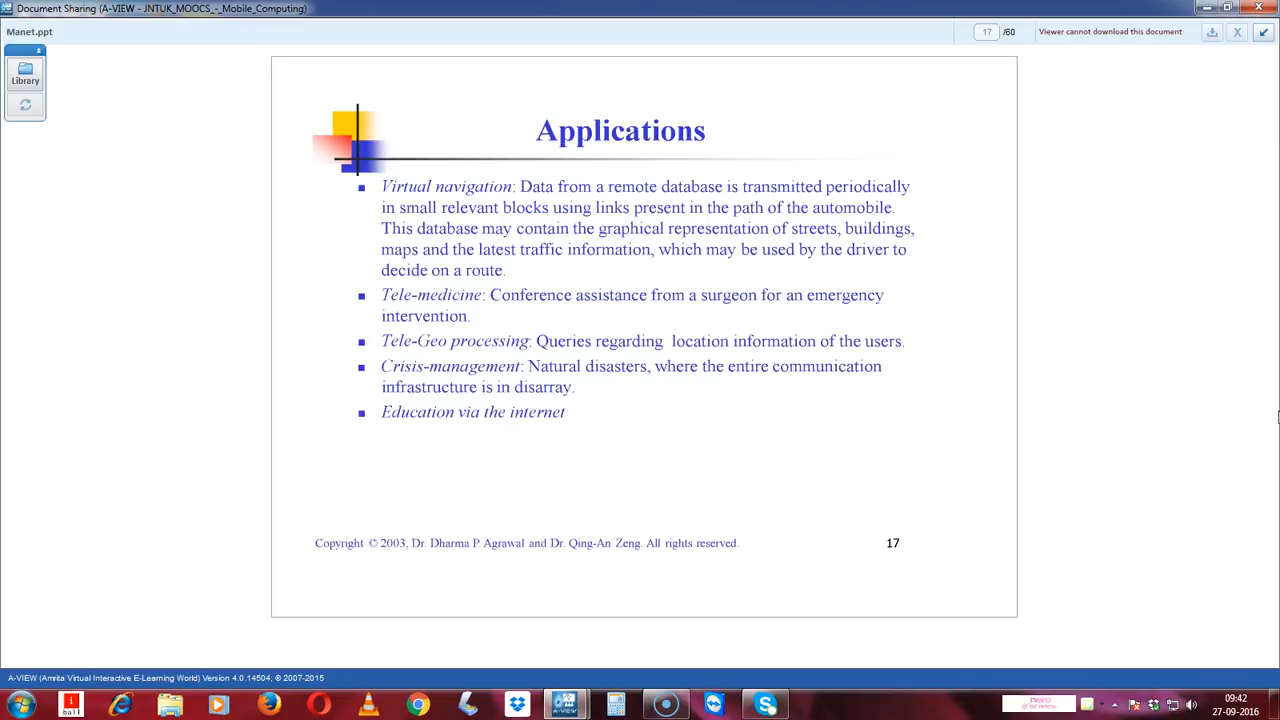 Document Sharing (A-VIEW - JNTUK_MOOCS_-_Mobile_Computing)
Manet.ppt
17 /60
Viewer cannot download this document
Library
Applications
Virtual navigation: Data from a remote database is transmitted periodically
in small relevant blocks using links present in the path of the automobile.
This database may contain the graphical representation of streets, buildings,
maps and the latest traffic information, which may be used by the driver to
decide on a route.
Tele-medicine: Conference assistance from a surgeon for an emergency
intervention.
Tele-Geo processing: Queries regarding location information of the users.
Crisis-management: Natural disasters, where the entire communication
infrastructure is in disarray.
Education via the internet
Copyright © 2003, Dr. Dharma P. Agrawal and Dr. Qing-An Zeng. All rights reserved.
17
A-VIEW (Amrita Virtual Interactive E-Learning World) Version 4.0.14504; © 2007-2015
i
ball
A-VIEW
09:42
27-09-2016